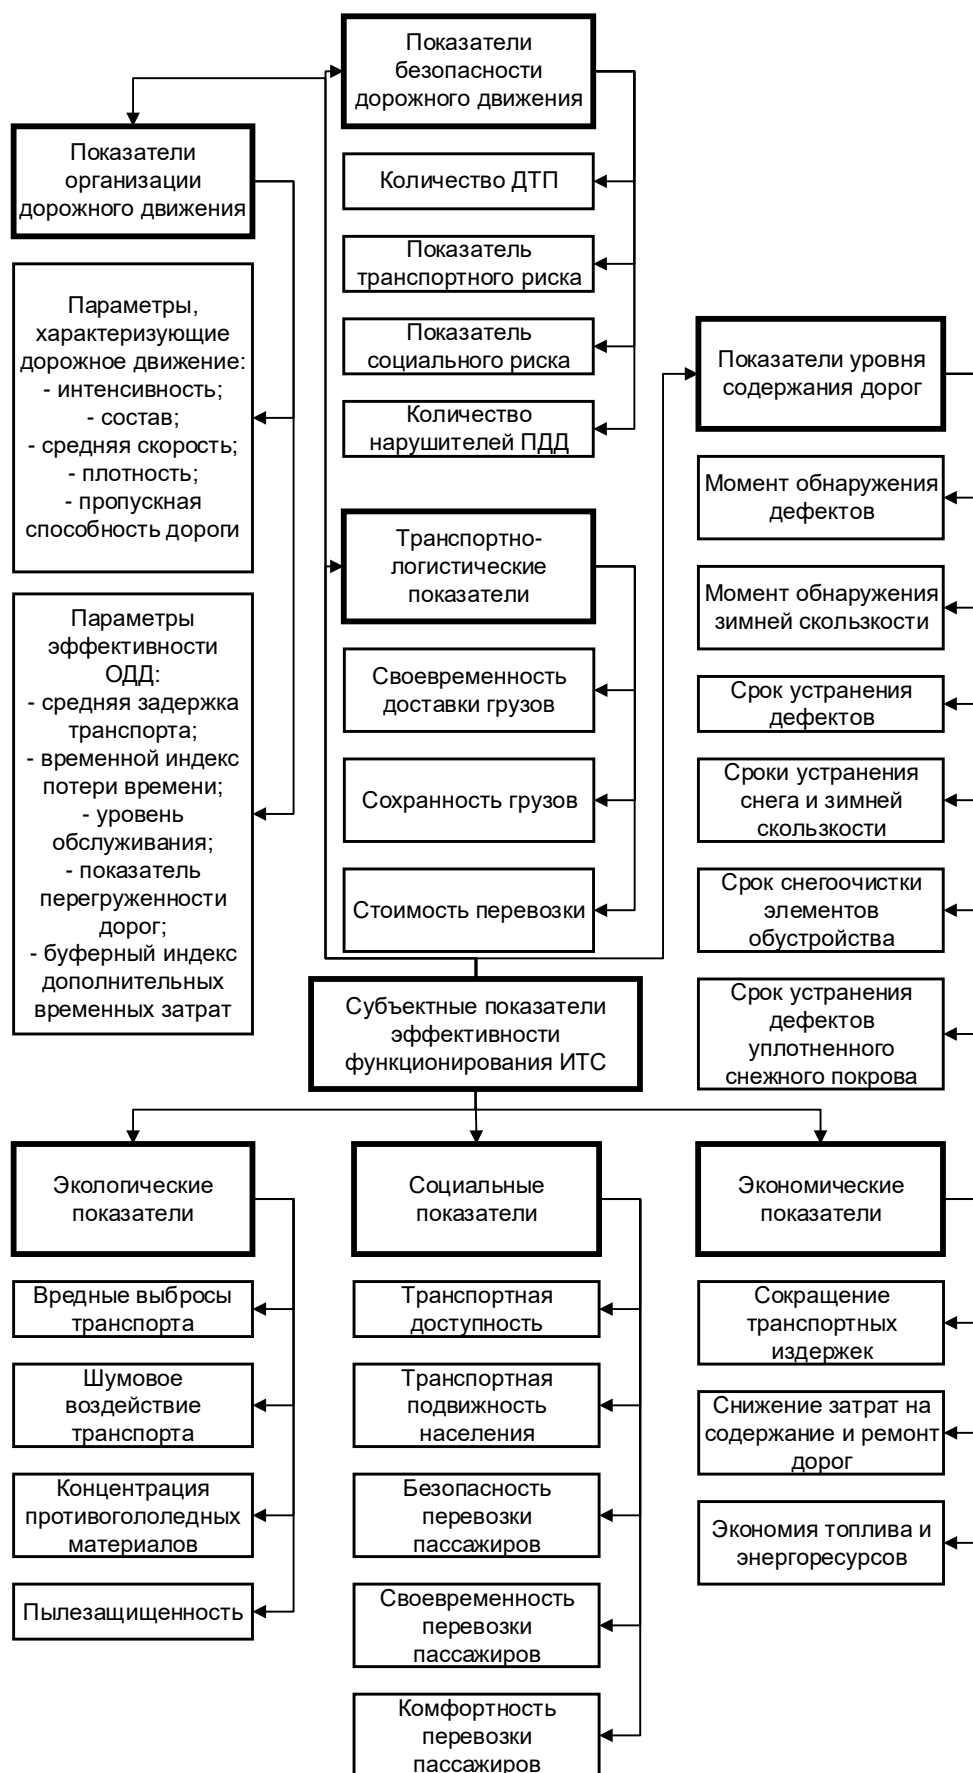 Показатели
безопасности
дорожного движения
Количество ДТП
Показатель
транспортного риска
Показатель
социального риска
Количество
нарушителей ПДД
Показатели
организации
дорожного движения
Параметры,
характеризующие
дорожное движение:
- интенсивность;
- состав;
- средняя скорость;
- плотность;
- пропускная
способность дороги
Параметры
эффективности
ОДД:
- средняя задержка
транспорта;
- временной индекс
потери времени;
- уровень
обслуживания;
- показатель
перегруженности
дорог;
- буферный индекс
дополнительных
временных затрат
Транспортно-
логистические
показатели
Своевременность
доставки грузов
Сохранность грузов
Стоимость перевозки
Показатели уровня
содержания дорог
Момент обнаружения
дефектов
Момент обнаружения
зимней скользкости
Срок устранения
дефектов
Сроки устранения
снега и зимней
скользкости
Срок снегоочистки
элементов
обустройства
Срок устранения
дефектов
уплотненного
снежного покрова
Субъектные показатели
эффективности
функционирования ИТС
Экологические
показатели
Вредные выбросы
транспорта
Шумовое
воздействие
транспорта
Концентрация
противогололедных
материалов
Пылезащищенность
Социальные
показатели
Транспортная
доступность
Транспортная
подвижность
населения
Безопасность
перевозки
пассажиров
Своевременность
перевозки
пассажиров
Комфортность
перевозки
пассажиров
Экономические
показатели
Сокращение
транспортных
издержек
Снижение затрат на
содержание и ремонт
дорог
Экономия топлива и
энергоресурсов